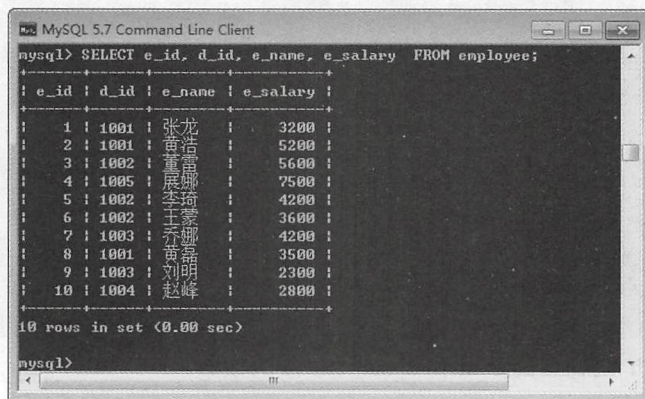 MySQL 5.7 Command Line Client
mysql> SELECT e_id, d_id, e_name, e_salary  FROM employee;
+------+------+--------+----------+
| e_id | d_id | e_name | e_salary |
+------+------+--------+----------+
|    1 | 1001 | 张龙   |     3200 |
|    2 | 1001 | 黄浩   |     5200 |
|    3 | 1002 | 董雷   |     5600 |
|    4 | 1005 | 展娜   |     7500 |
|    5 | 1002 | 李琦   |     4200 |
|    6 | 1002 | 王蒙   |     3600 |
|    7 | 1003 | 乔娜   |     4200 |
|    8 | 1001 | 黄磊   |     3500 |
|    9 | 1003 | 刘明   |     2300 |
|   10 | 1004 | 赵峰   |     2800 |
+------+------+--------+----------+
10 rows in set (0.00 sec)
mysql>